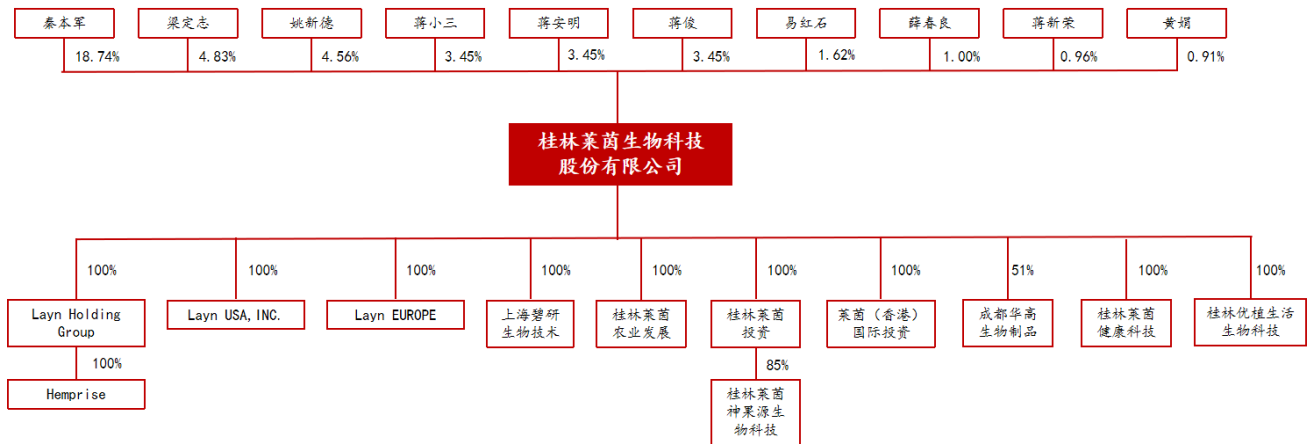 秦本军
梁定志
姚新德
蒋小三
蒋安明
蒋俊
易红石
薛春良
蒋新荣
黄娟
18.74%
4.83%
4.56%
3.45%
3.45%
3.45%
1.62%
1.00%
0.96%
0.91%
桂林莱茵生物科技
股份有限公司
100%
100%
100%
100%
100%
100%
100%
51%
100%
100%
Layn Holding
Group
Layn USA,INC.
Layn EUROPE
上海碧研
生物技术
桂林莱茵
农业发展
桂林莱茵
投资
莱茵（香港）
国际投资
成都华高
生物制品
桂林莱茵
健康科技
桂林优植生活
生物科技
100%
85%
Hemprise
桂林莱茵
神果源生
物科技